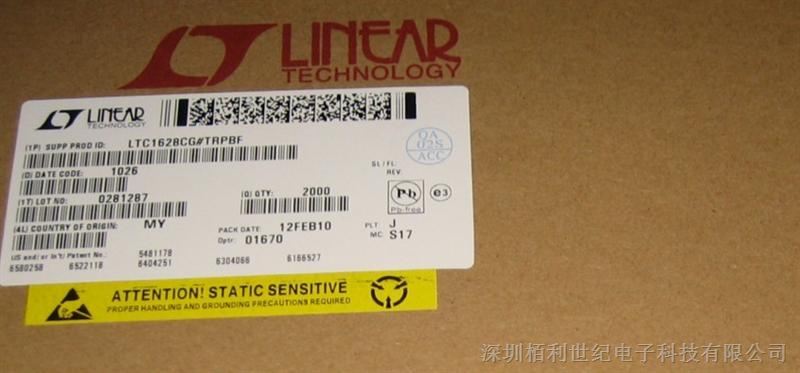 LINEAR
TECHNOLOGY
LINEAR
TECHNOLOGY
(1P) SUPP PROD ID: LTC1628CG#TRPBF
QA
02S
ACC
(D) DATE CODE: 1026
SL/FL:
REV:
(1T) LOT NO: 0281287
(Q) QTY: 2000
Pb
Pb-free
e3
(4L) COUNTRY OF ORIGIN: MY
PACK DATE: 12FEB10
PLT: J
Optr: 01670
MC: S17
US and/or In't/ Patent No.: 5481178
6580258 6522118 6404251 6304066 6166527
ATTENTION! STATIC SENSITIVE
PROPER HANDLING AND GROUNDING PRECAUTIONS REQUIRED
深圳栢利世纪电子科技有限公司